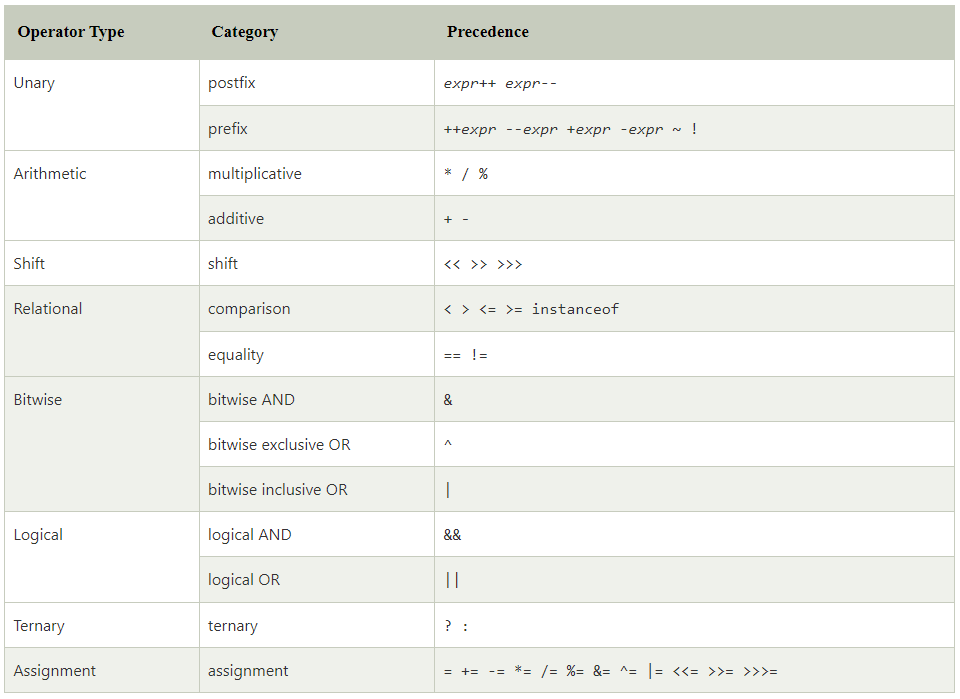 Operator Type Category Precedence
Unary postfix expr++ expr--
prefix ++expr --expr +expr -expr ~ !
Arithmetic multiplicative * / %
additive + -
Shift shift << >> >>>
Relational comparison < > <= >= instanceof
equality == !=
Bitwise bitwise AND &
bitwise exclusive OR ^
bitwise inclusive OR |
Logical logical AND &&
logical OR ||
Ternary ternary ? :
Assignment assignment = += -= *= /= %= &= ^= |= <<= >>= >>>=